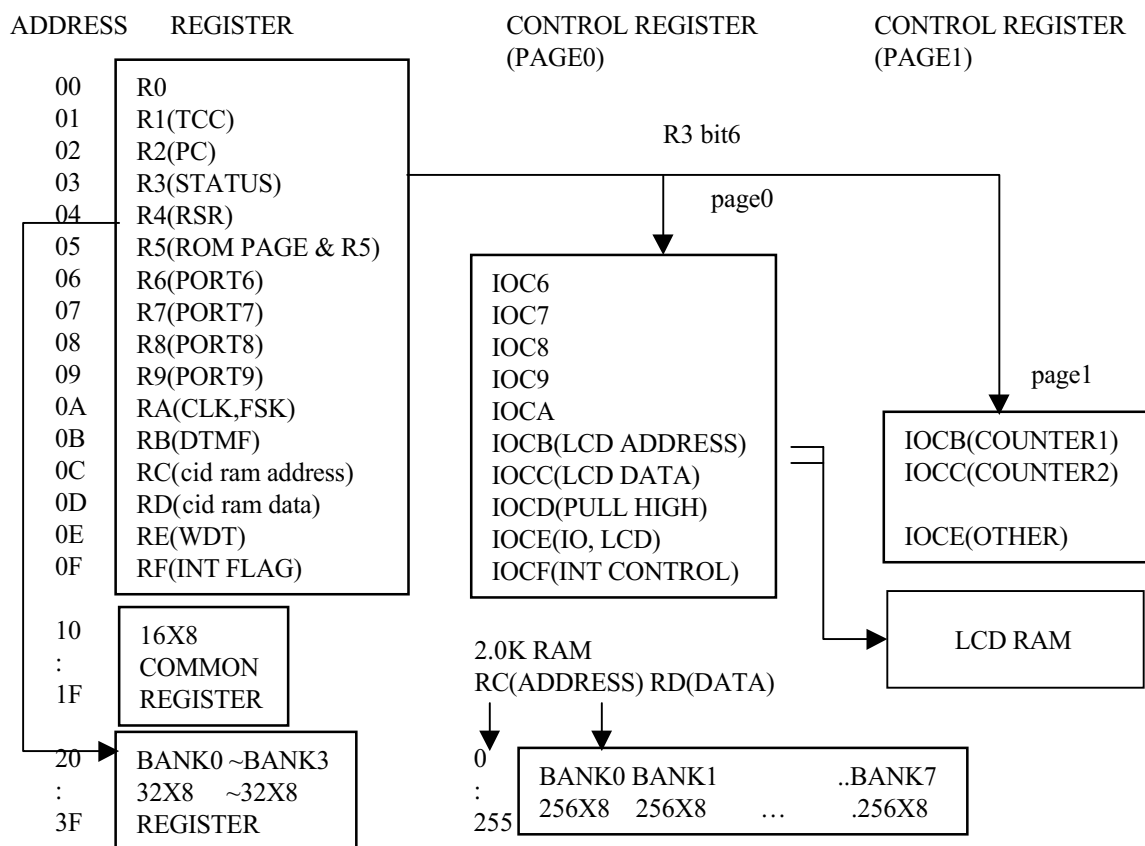 ADDRESS REGISTER CONTROL REGISTER CONTROL REGISTER
(PAGE0) (PAGE1)
00 R0
01 R1(TCC)
R3 bit6
02 R2(PC)
03 R3(STATUS)
page0
04 R4(RSR)
05 R5(ROM PAGE & R5)
06 R6(PORT6) IOC6
07 R7(PORT7) IOC7
08 R8(PORT8) IOC8
09 R9(PORT9) IOC9
page1
0A RA(CLK,FSK) IOCA
0B RB(DTMF) IOCB(LCD ADDRESS) IOCB(COUNTER1)
0C RC(cid ram address) IOCC(LCD DATA) IOCC(COUNTER2)
0D RD(cid ram data) IOCD(PULL HIGH)
0E RE(WDT) IOCE(IO, LCD) IOCE(OTHER)
0F RF(INT FLAG) IOCF(INT CONTROL)
10 16X8 LCD RAM
: COMMON 2.0K RAM
1F REGISTER RC(ADDRESS) RD(DATA)
20 BANK0 ~BANK3 0 BANK0 BANK1 ..BANK7
: 32X8 ~32X8 : 256X8 256X8 … .256X8
3F REGISTER 255